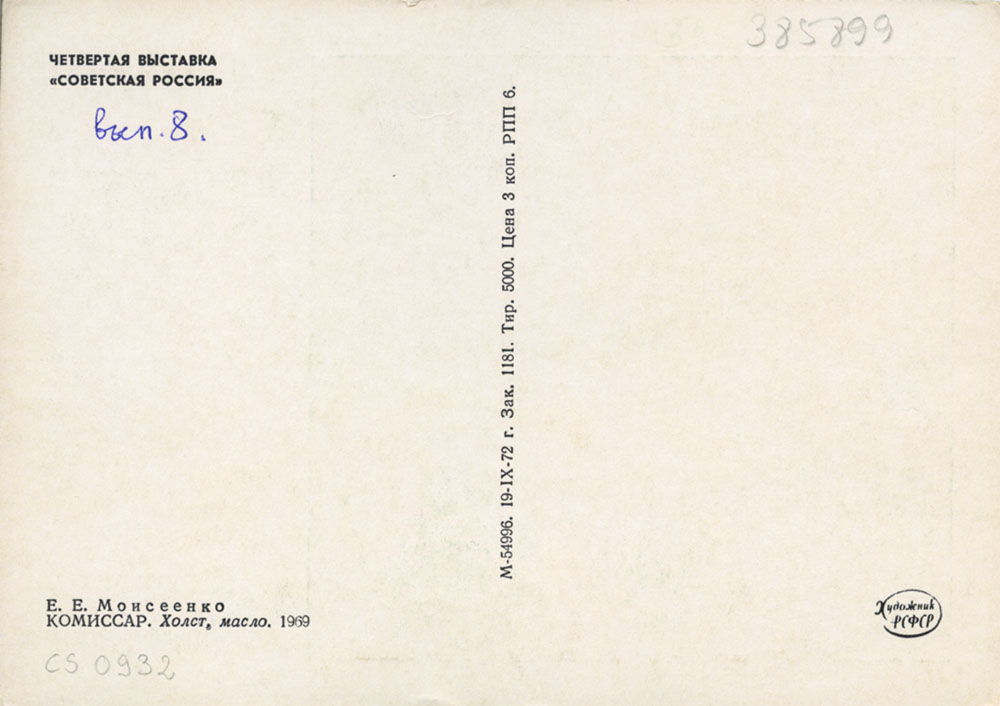 385899
ЧЕТВЕРТАЯ ВЫСТАВКА
«СОВЕТСКАЯ РОССИЯ»
вып. 8.
М-54996. 19-IX-72 г. Зак. 1181. Тир. 5000. Цена 3 коп. РПП 6.
Е. Е. Моисеенко
КОМИССАР. Холст, масло. 1969
Художник
РСФСР
CS 0932